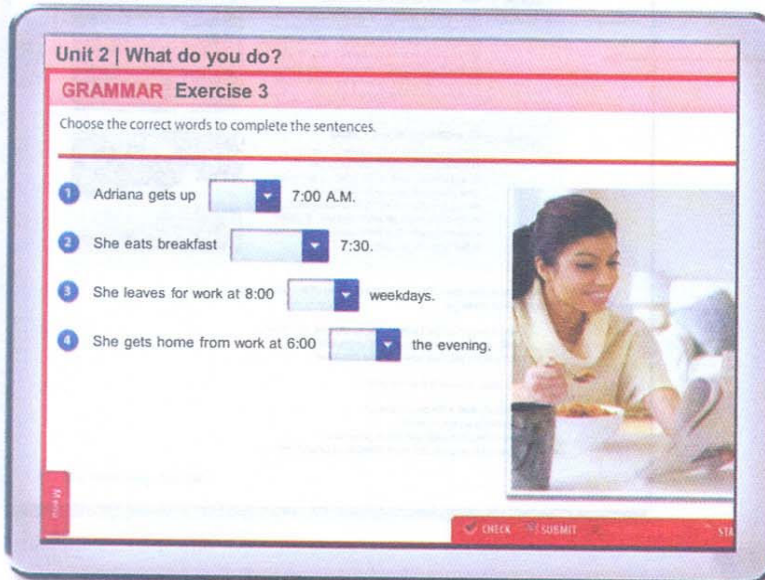 Unit 2 | What do you do?
GRAMMAR Exercise 3
Choose the correct words to complete the sentences.
1 Adriana gets up 7:00 A.M.
2 She eats breakfast 7:30.
3 She leaves for work at 8:00 weekdays.
4 She gets home from work at 6:00 the evening.
Menu
CHECK SUBMIT STA